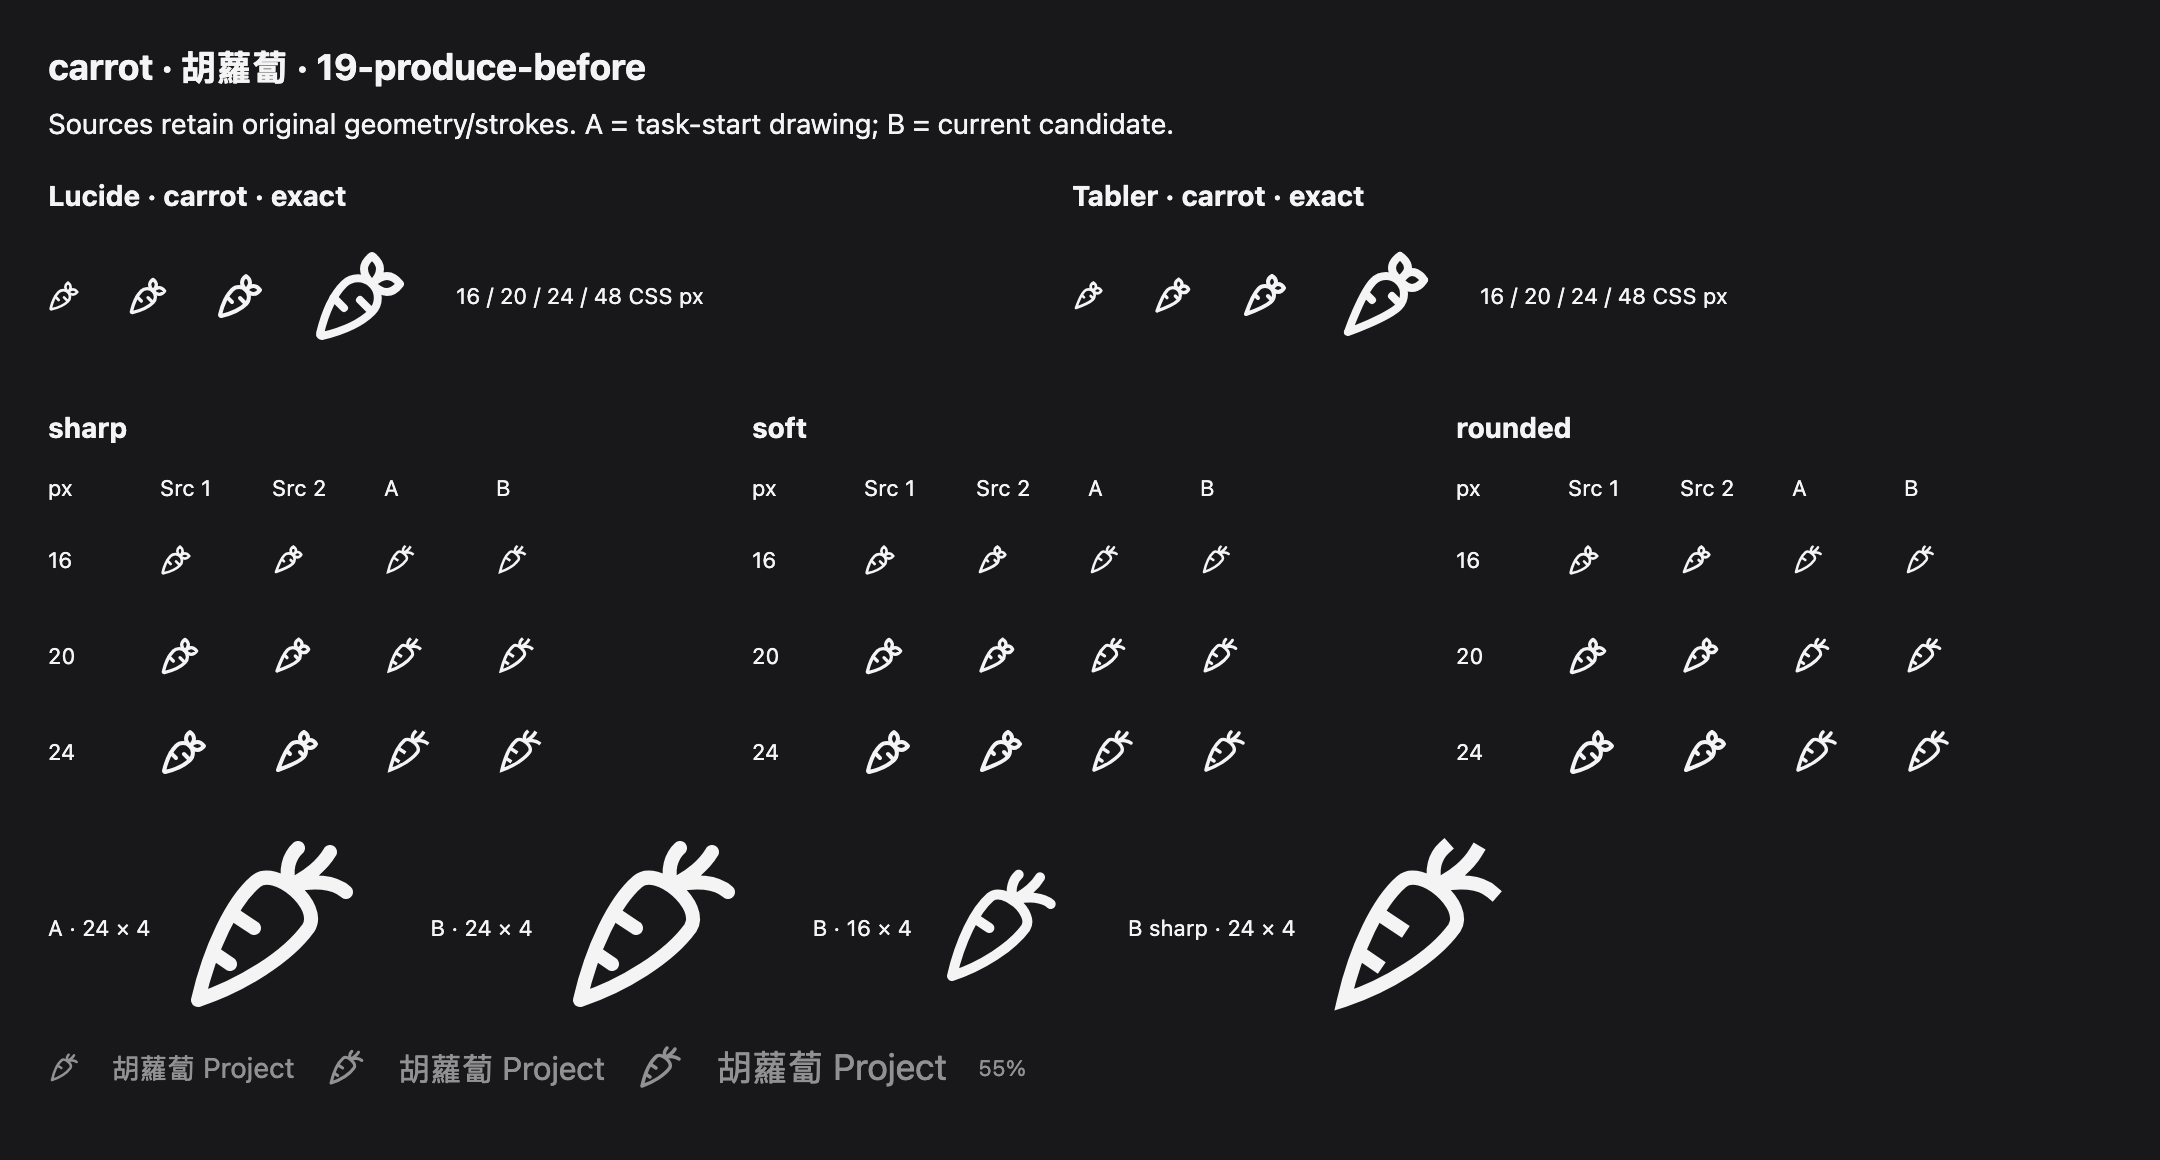 carrot · 胡蘿蔔 · 19-produce-before
Sources retain original geometry/strokes. A = task-start drawing; B = current candidate.
Lucide · carrot · exact
16 / 20 / 24 / 48 CSS px
Tabler · carrot · exact
16 / 20 / 24 / 48 CSS px
sharp
px Src 1 Src 2 A B
16
20
24
soft
px Src 1 Src 2 A B
16
20
24
rounded
px Src 1 Src 2 A B
16
20
24
A · 24 × 4
B · 24 × 4
B · 16 × 4
B sharp · 24 × 4
胡蘿蔔 Project 胡蘿蔔 Project 胡蘿蔔 Project 55%